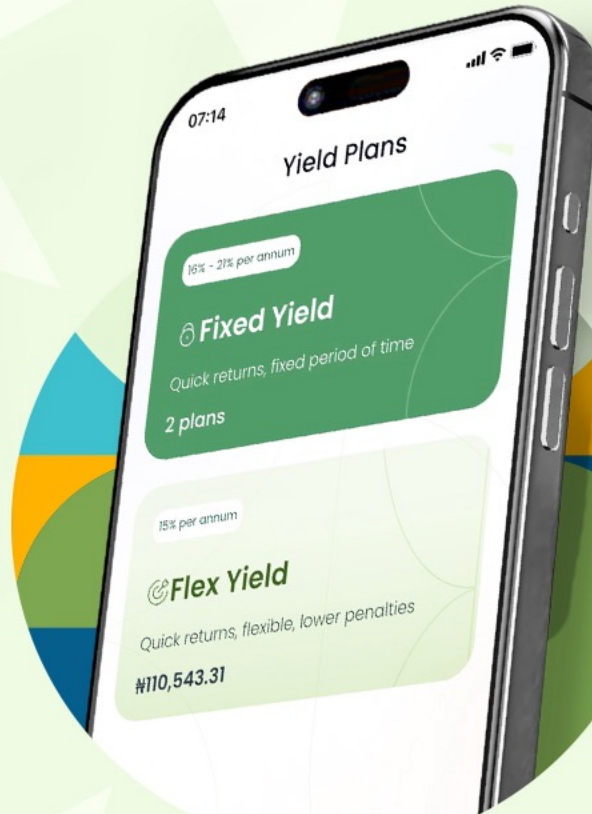 07:14
Yield Plans
16% - 21% per annum
Fixed Yield
Quick returns, fixed period of time
2 plans
15% per annum
Flex Yield
Quick returns, flexible, lower penalties
₦110,543.31